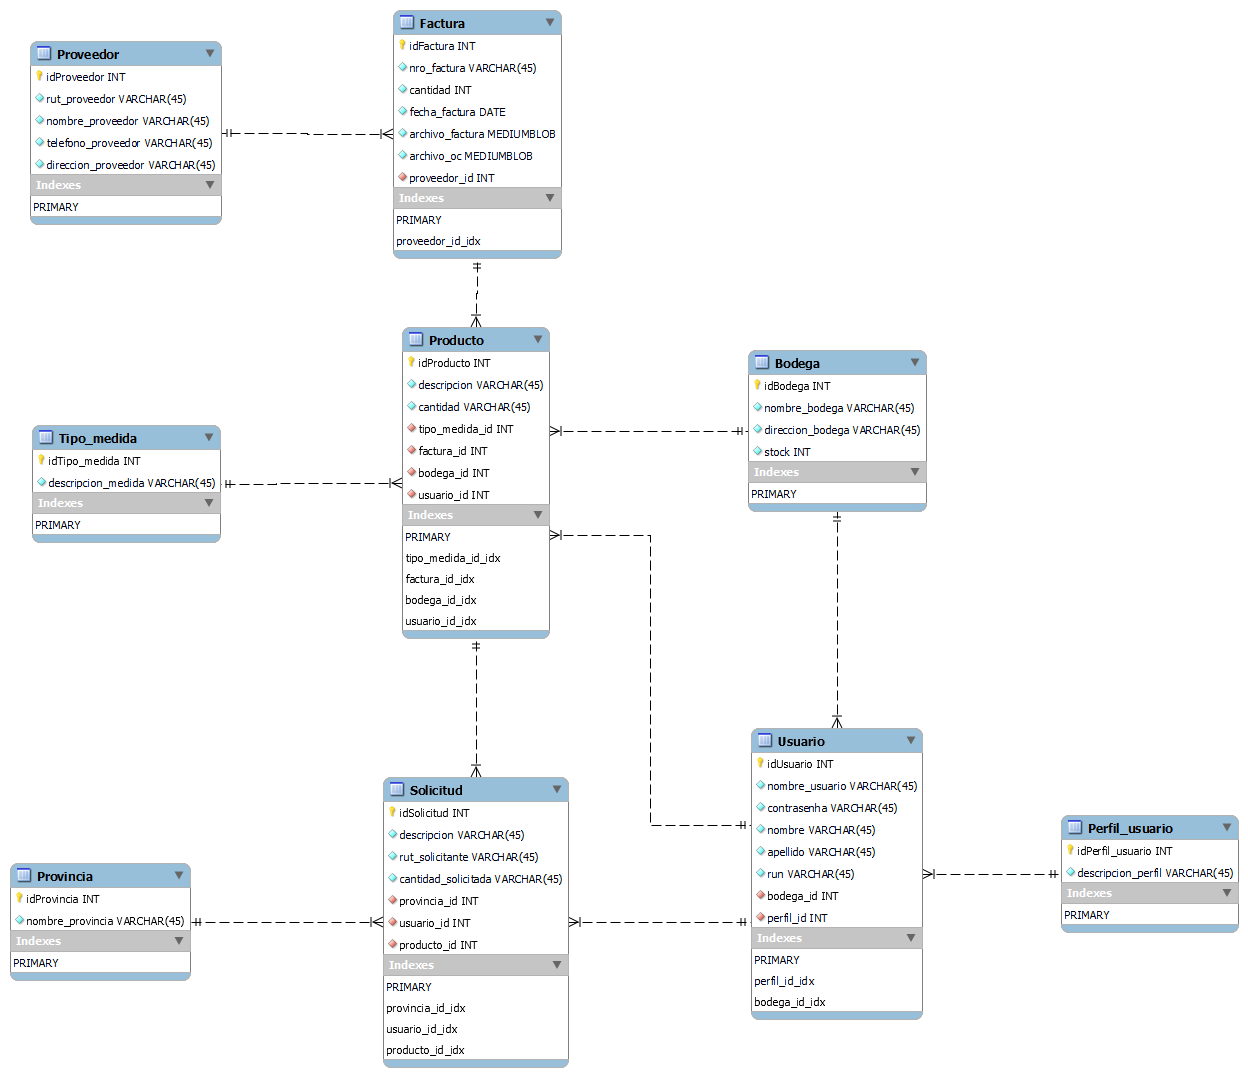 Proveedor
idProveedor INT
rut_proveedor VARCHAR(45)
nombre_proveedor VARCHAR(45)
telefono_proveedor VARCHAR(45)
direccion_proveedor VARCHAR(45)
Indexes
PRIMARY
Factura
idFactura INT
nro_factura VARCHAR(45)
cantidad INT
fecha_factura DATE
archivo_factura MEDIUMBLOB
archivo_oc MEDIUMBLOB
proveedor_id INT
Indexes
PRIMARY
proveedor_id_idx
Tipo_medida
idTipo_medida INT
descripcion_medida VARCHAR(45)
Indexes
PRIMARY
Producto
idProducto INT
descripcion VARCHAR(45)
cantidad VARCHAR(45)
tipo_medida_id INT
factura_id INT
bodega_id INT
usuario_id INT
Indexes
PRIMARY
tipo_medida_id_idx
factura_id_idx
bodega_id_idx
usuario_id_idx
Bodega
idBodega INT
nombre_bodega VARCHAR(45)
direccion_bodega VARCHAR(45)
stock INT
Indexes
PRIMARY
Provincia
idProvincia INT
nombre_provincia VARCHAR(45)
Indexes
PRIMARY
Solicitud
idSolicitud INT
descripcion VARCHAR(45)
rut_solicitante VARCHAR(45)
cantidad_solicitada VARCHAR(45)
provincia_id INT
usuario_id INT
producto_id INT
Indexes
PRIMARY
provincia_id_idx
usuario_id_idx
producto_id_idx
Usuario
idUsuario INT
nombre_usuario VARCHAR(45)
contrasenha VARCHAR(45)
nombre VARCHAR(45)
apellido VARCHAR(45)
run VARCHAR(45)
bodega_id INT
perfil_id INT
Indexes
PRIMARY
perfil_id_idx
bodega_id_idx
Perfil_usuario
idPerfil_usuario INT
descripcion_perfil VARCHAR(45)
Indexes
PRIMARY